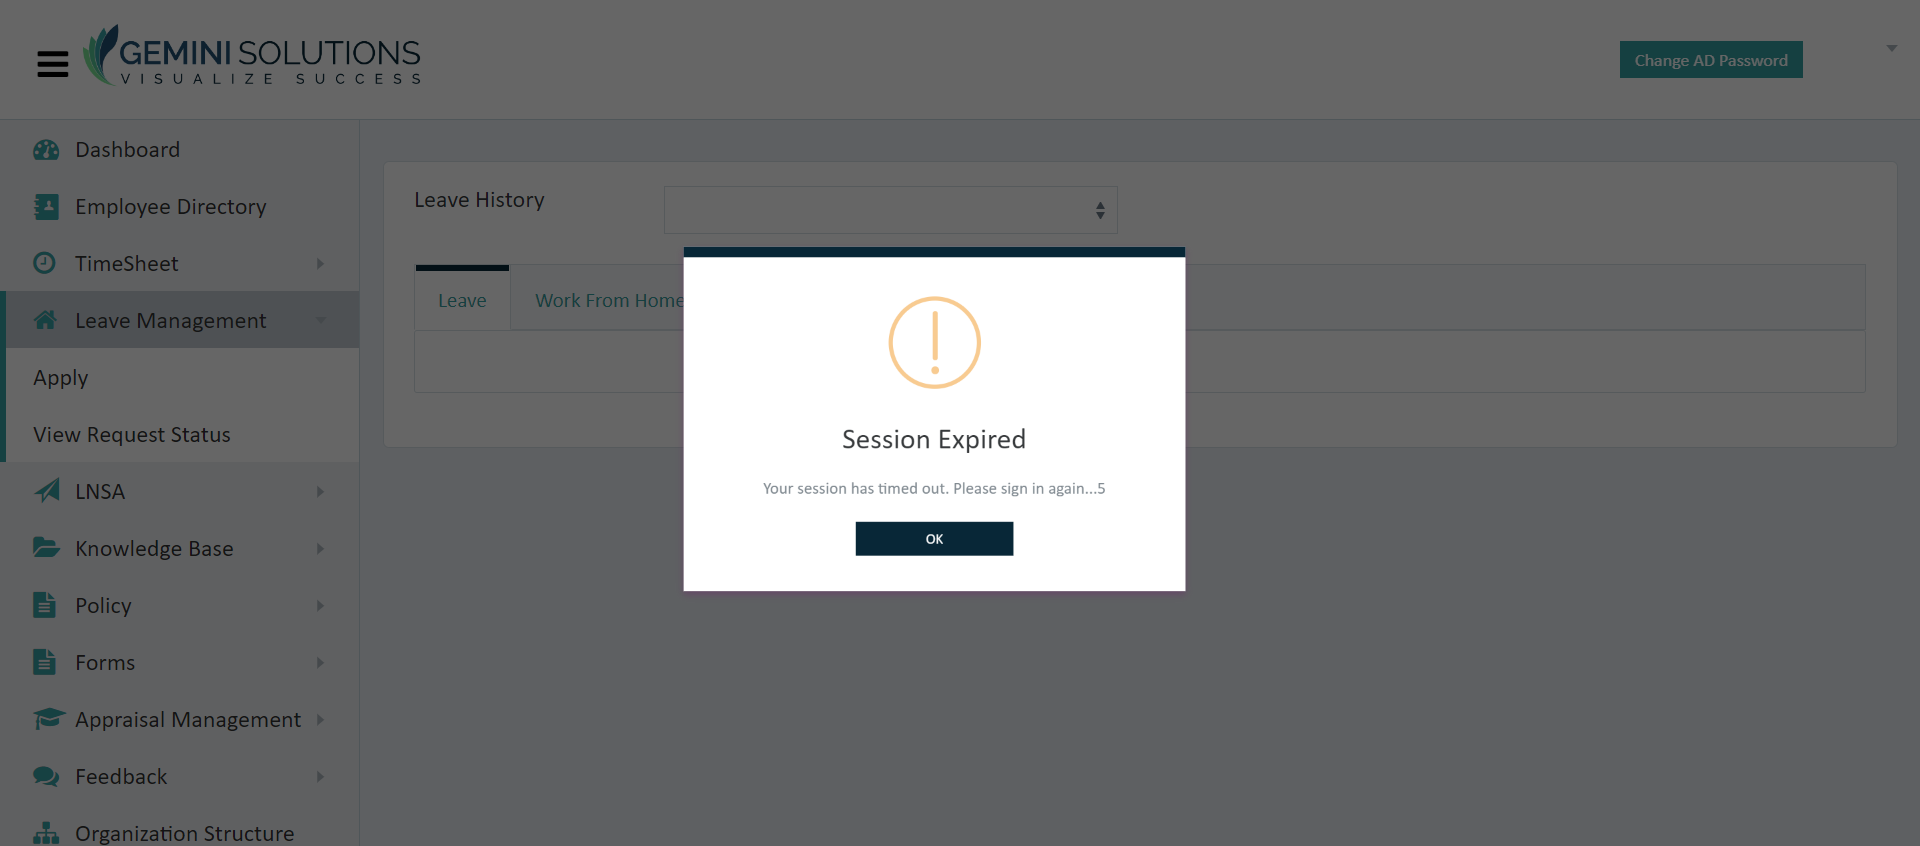 GEMINI SOLUTIONS
VISUALIZE SUCCESS
Change AD Password
Dashboard
Employee Directory
TimeSheet
Leave Management
Apply
View Request Status
LNSA
Knowledge Base
Policy
Forms
Appraisal Management
Feedback
Organization Structure
Leave History
Leave
Work From Home
Session Expired
Your session has timed out. Please sign in again...5
OK